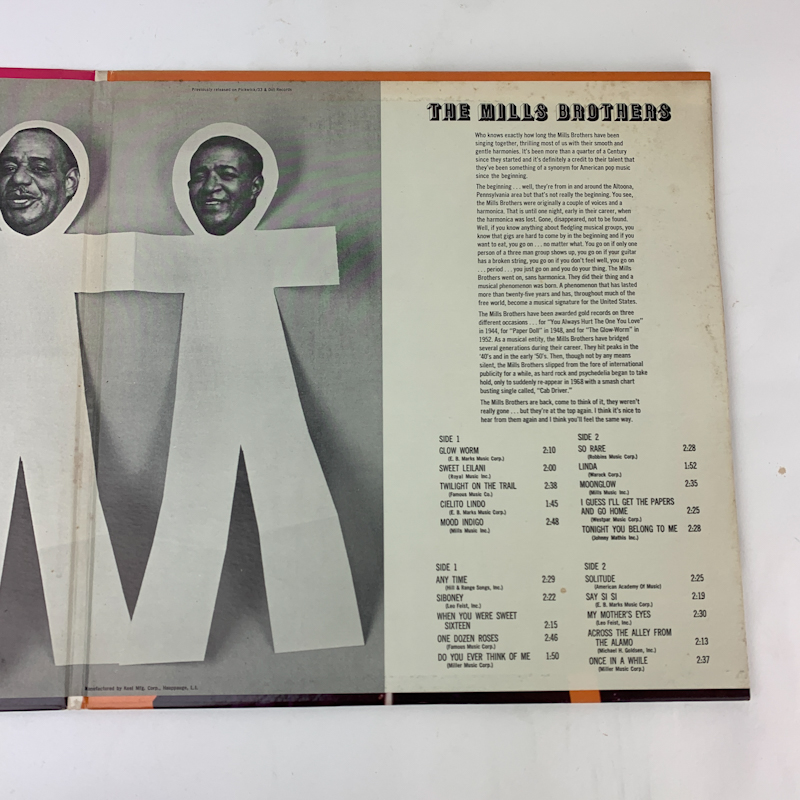 Previously released on Pickwick/33 & Dot Records
THE MILLS BROTHERS
Who knows exactly how long the Mills Brothers have been
singing together, thrilling most of us with their smooth and
gentle harmonies. It's been more than a quarter of a Century
since they started and it's definitely a credit to their talent that
they've been something of a synonym for American pop music
since the beginning.
The beginning . . . well, they're from in and around the Altoona,
Pennsylvania area but that's not really the beginning. You see,
the Mills Brothers were originally a couple of voices and a
harmonica. That is until one night, early in their career, when
the harmonica was lost. Gone, disappeared, not to be found.
Well, if you know anything about fledgling musical groups, you
know that gigs are hard to come by in the beginning and if you
want to eat, you go on . . . no matter what. You go on if only one
person of a three man group shows up, you go on if your guitar
has a broken string, you go on if you don't feel well, you go on
. . . period . . . you just go on and you do your thing. The Mills
Brothers went on, sans harmonica. They did their thing and a
musical phenomenon was born. A phenomenon that has lasted
more than twenty-five years and has, throughout much of the
free world, become a musical signature for the United States.
The Mills Brothers have been awarded gold records on three
different occasions . . . for "You Always Hurt The One You Love"
in 1944, for "Paper Doll" in 1948, and for "The Glow-Worm" in
1952. As a musical entity, the Mills Brothers have bridged
several generations during their career. They hit peaks in the
'40's and in the early '50's. Then, though not by any means
silent, the Mills Brothers slipped from the fore of international
publicity for a while, as hard rock and psychedelia began to take
hold, only to suddenly re-appear in 1968 with a smash chart
busting single called, "Cab Driver."
The Mills Brothers are back, come to think of it, they weren't
really gone . . . but they're at the top again. I think it's nice to
hear from them again and I think you'll feel the same way.
SIDE 1
GLOW WORM 2:10
(E. B. Marks Music Corp.)
SWEET LEILANI 2:00
(Royal Music Inc.)
TWILIGHT ON THE TRAIL 2:38
(Famous Music Co.)
CIELITO LINDO 1:45
(E. B. Marks Music Corp.)
MOOD INDIGO 2:48
(Mills Music Inc.)
SIDE 2
SO RARE 2:28
(Robbins Music Corp.)
LINDA 1:52
(Warock Corp.)
MOONGLOW 2:35
(Mills Music Inc.)
I GUESS I'LL GET THE PAPERS
AND GO HOME 2:25
(Westpar Music Corp.)
TONIGHT YOU BELONG TO ME 2:28
(Johnny Mathis Inc.)
SIDE 1
ANY TIME 2:29
(Hill & Range Songs, Inc.)
SIBONEY 2:22
(Leo Feist, Inc.)
WHEN YOU WERE SWEET
SIXTEEN 2:15
ONE DOZEN ROSES 2:46
(Famous Music Corp.)
DO YOU EVER THINK OF ME 1:50
(Miller Music Corp.)
SIDE 2
SOLITUDE 2:25
(American Academy Of Music)
SAY SI SI 2:19
(E. B. Marks Music Corp.)
MY MOTHER'S EYES 2:30
(Leo Feist, Inc.)
ACROSS THE ALLEY FROM
THE ALAMO 2:13
(Michael H. Goldsen, Inc.)
ONCE IN A WHILE 2:37
(Miller Music Corp.)
Manufactured by Keel Mfg. Corp., Hauppauge, L.I.